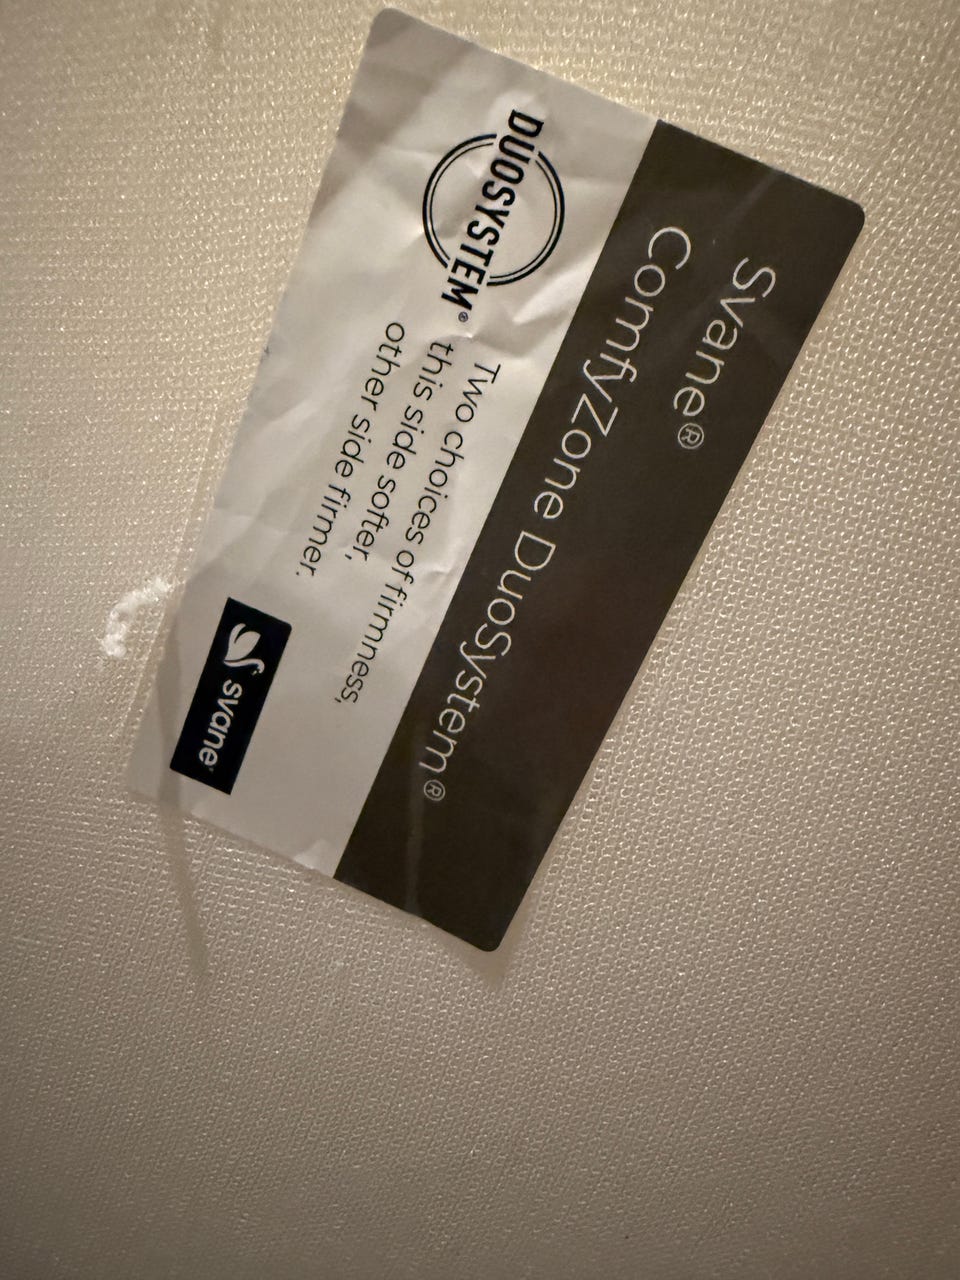 Svane®
ComfyZone DuoSystem®
DUOSYSTEM®
Two choices of firmness,
this side softer,
other side firmer.
svane®